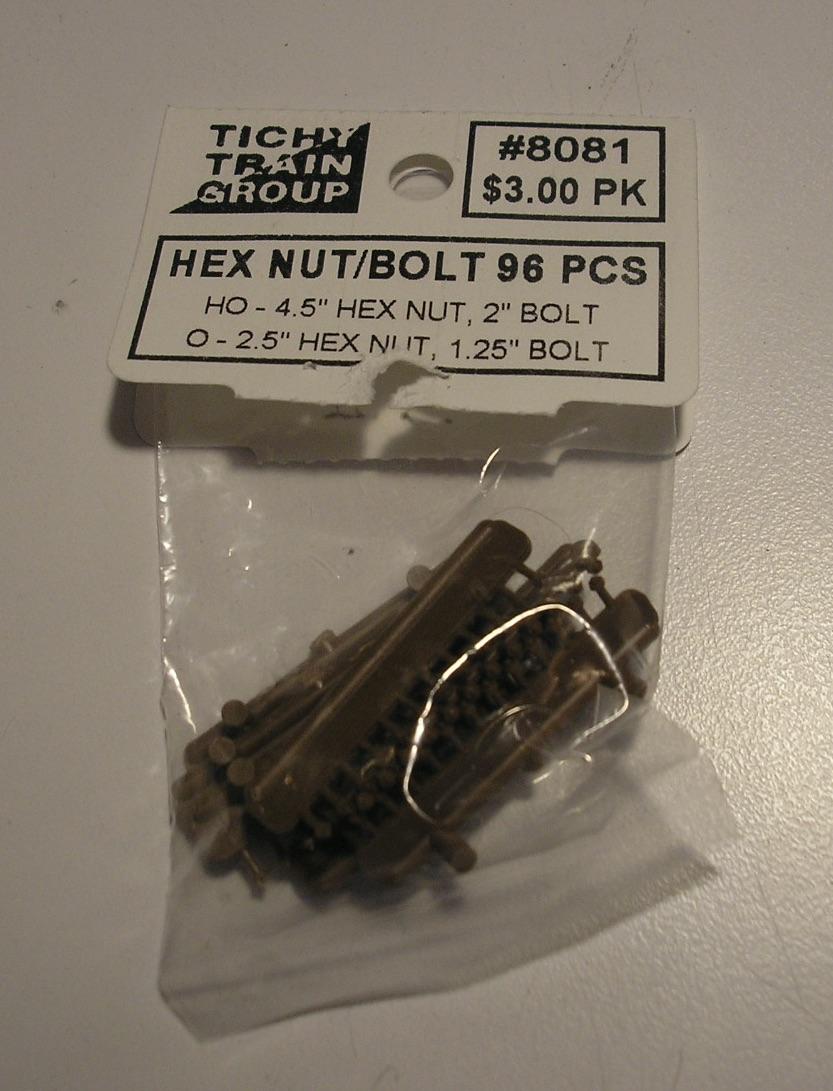 TICHY
TRAIN
GROUP
#8081
$3.00 PK
HEX NUT/BOLT 96 PCS
HO - 4.5" HEX NUT, 2" BOLT
O - 2.5" HEX NUT, 1.25" BOLT